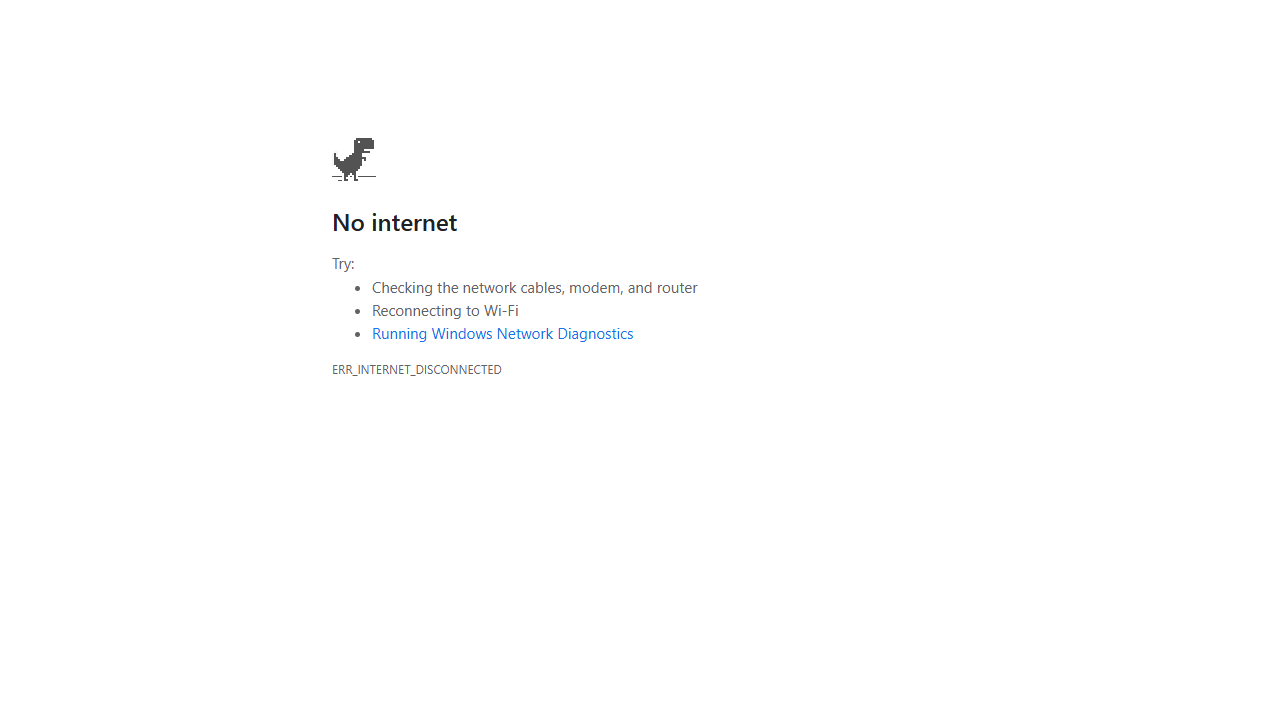 No internet
Try:
Checking the network cables, modem, and router
Reconnecting to Wi-Fi
Running Windows Network Diagnostics
ERR_INTERNET_DISCONNECTED